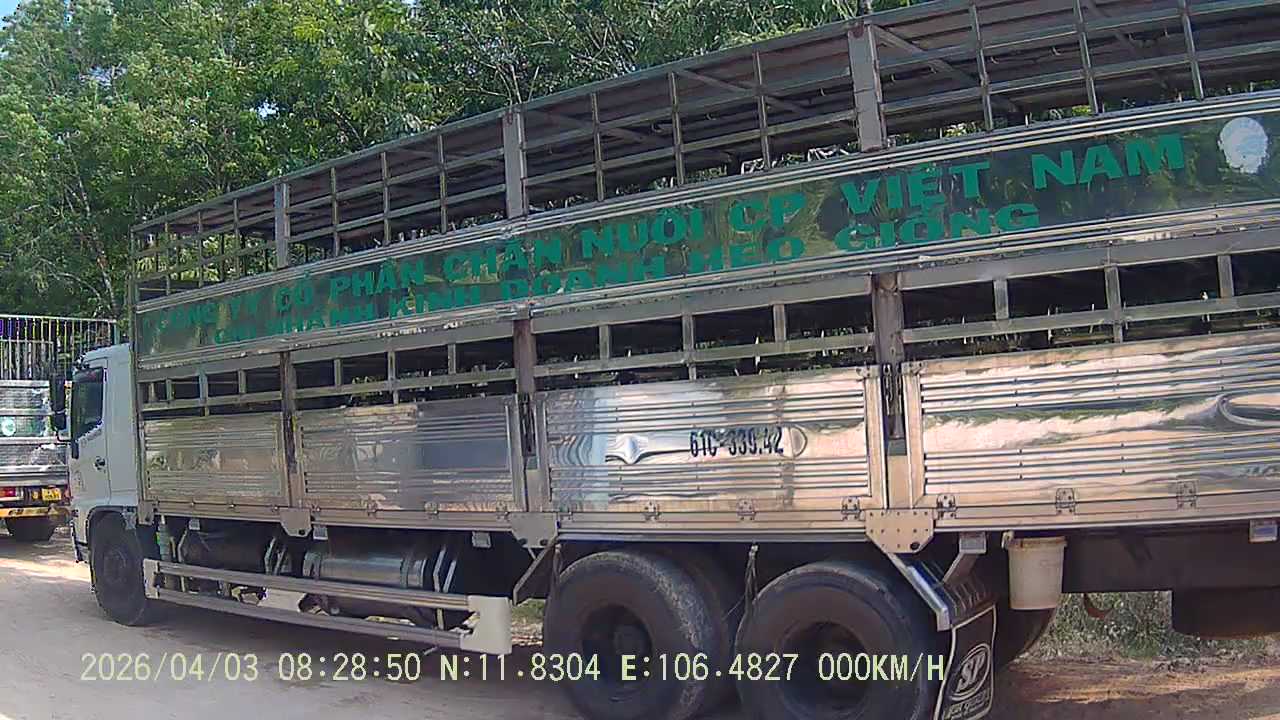 CÔNG TY CỔ PHẦN CHĂN NUÔI CP VIỆT NAM
CHI NHÁNH KINH DOANH HEO GIỐNG
61C-339.42
SP
2026/04/03 08:28:50 N:11.8304 E:106.4827 000KM/H